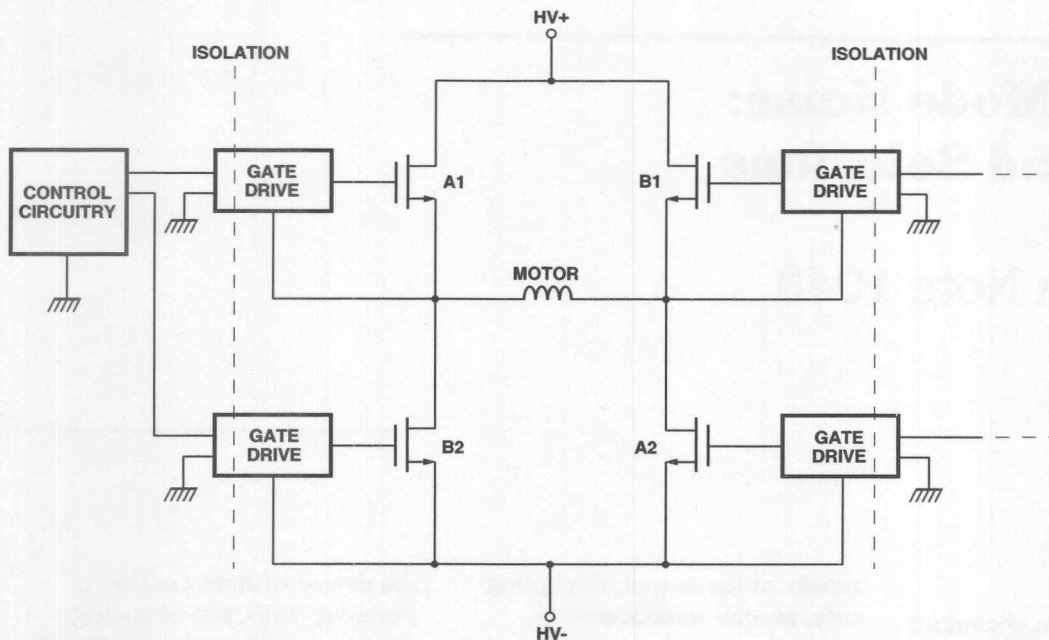 HV+
ISOLATION
ISOLATION
CONTROL
CIRCUITRY
GATE
DRIVE
A1
B1
GATE
DRIVE
MOTOR
GATE
DRIVE
B2
A2
GATE
DRIVE
HV-